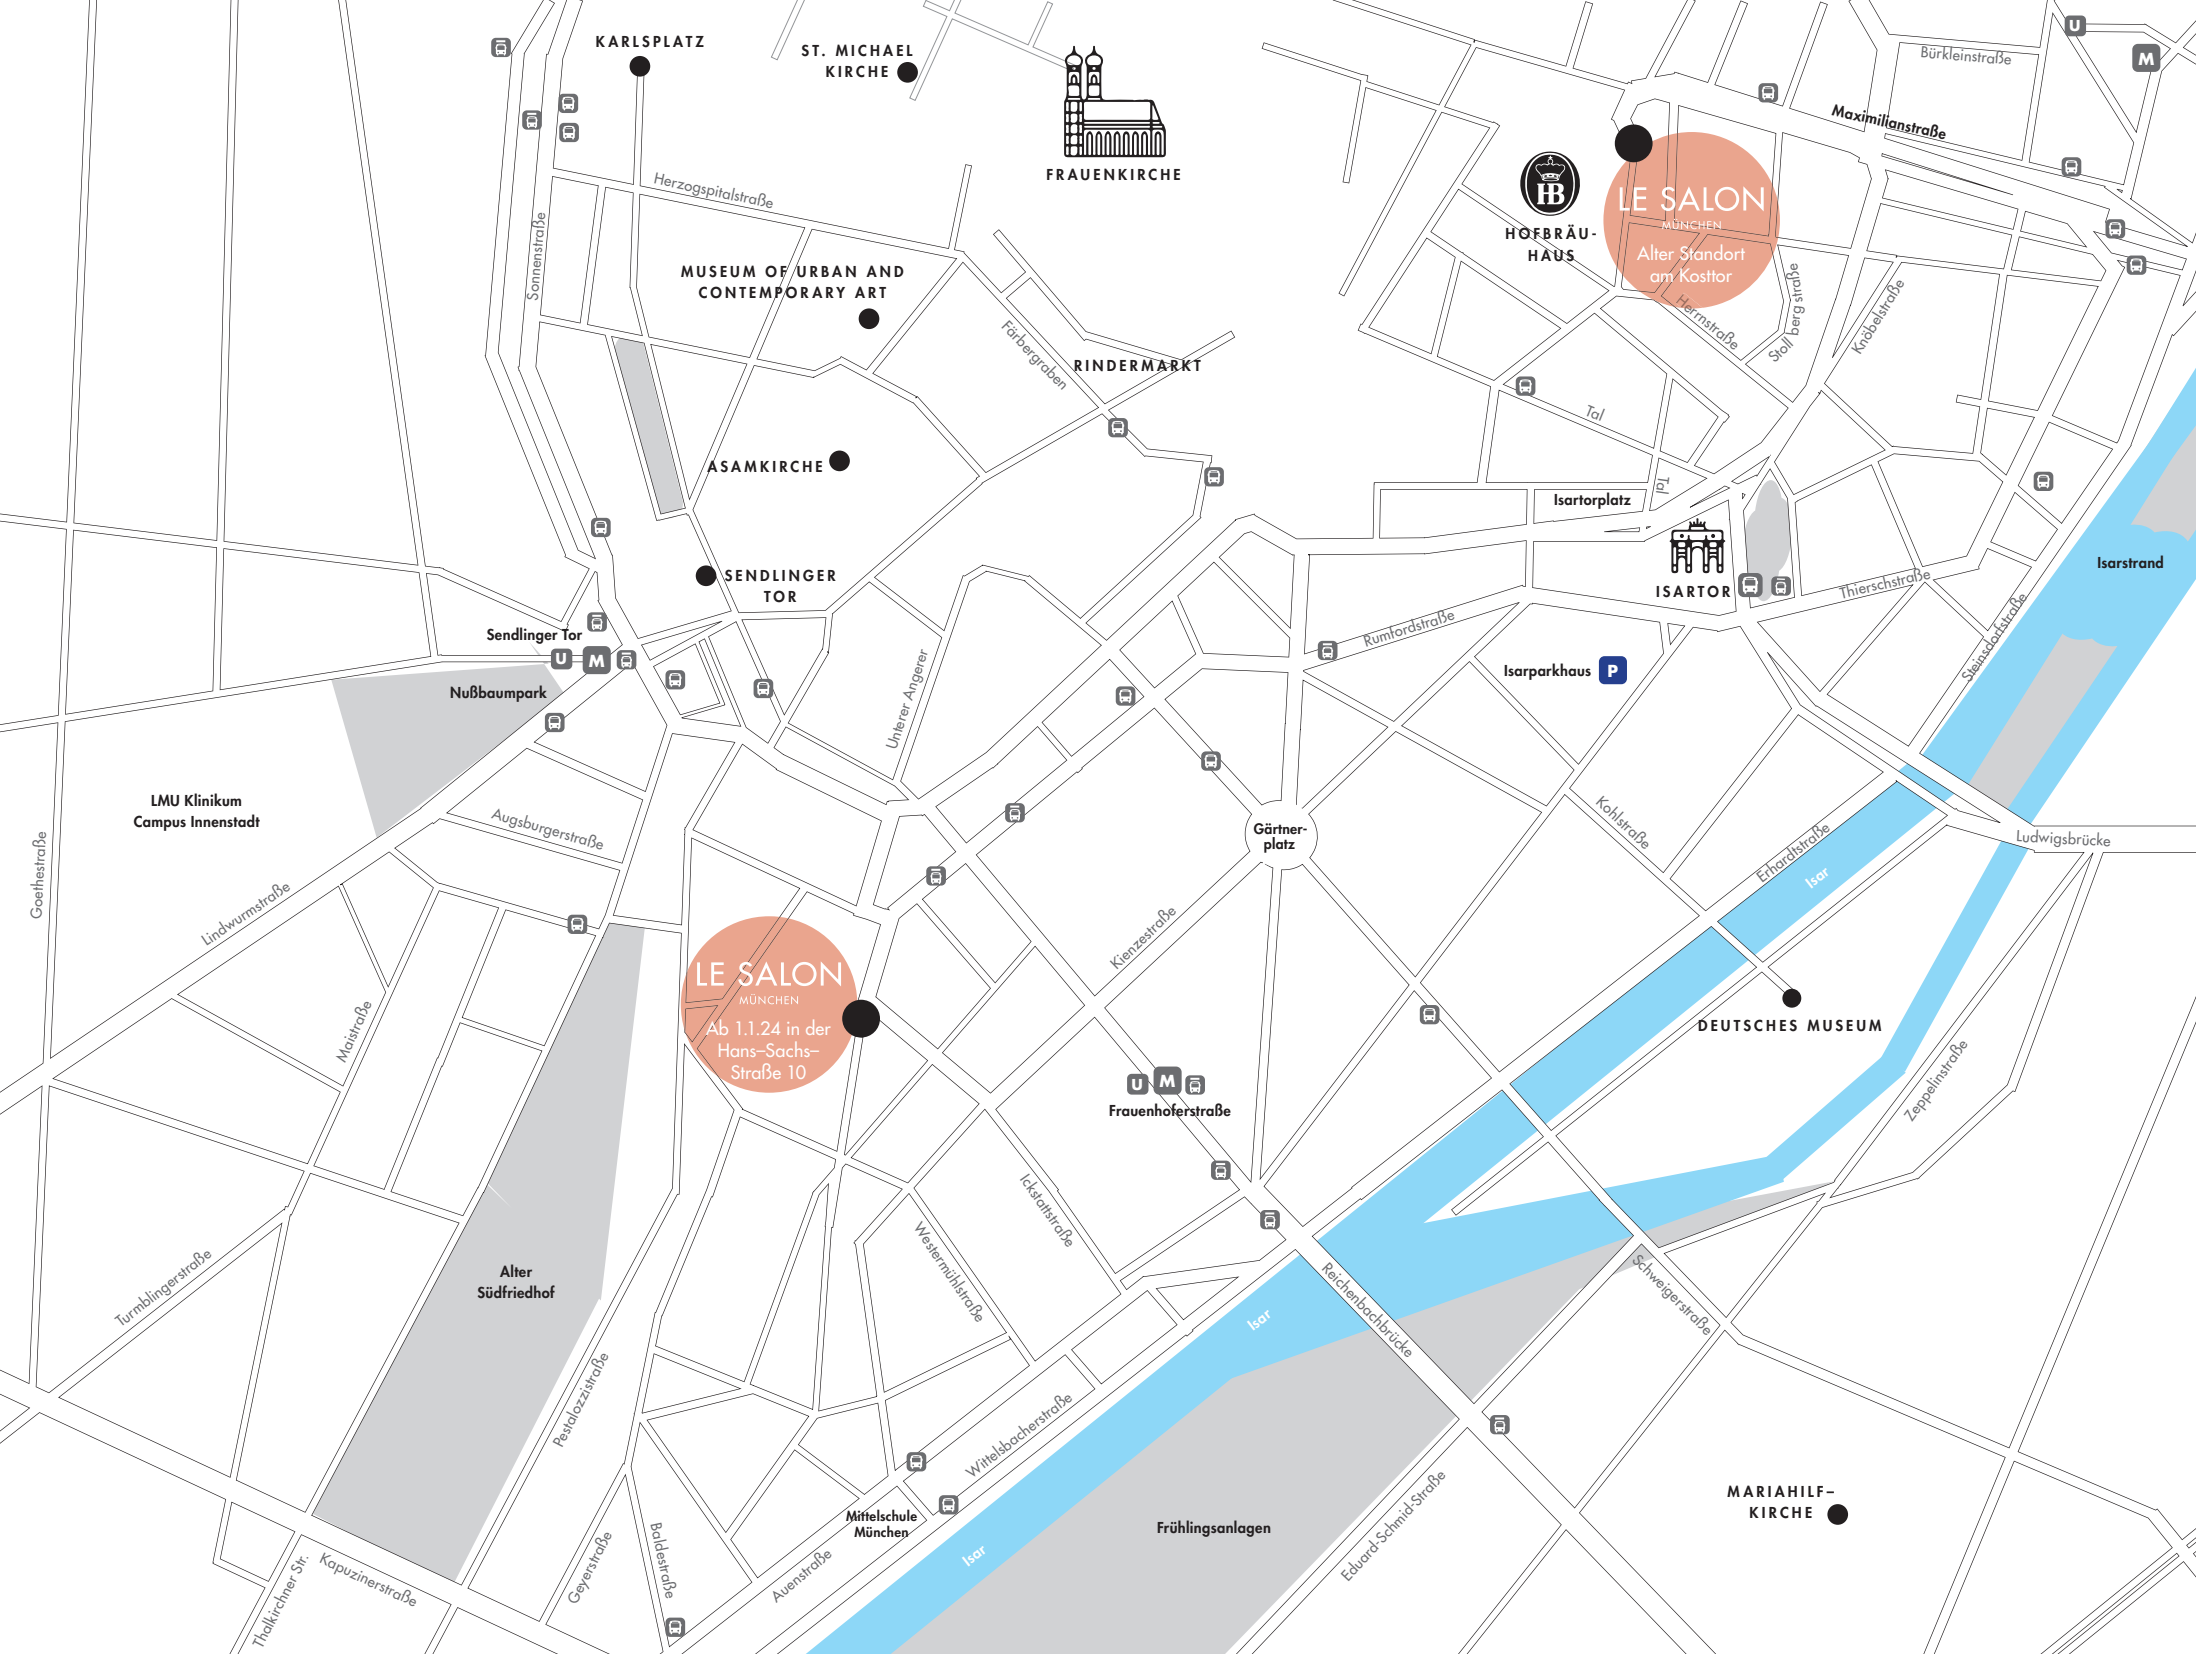 KARLSPLATZ
ST. MICHAEL
KIRCHE
FRAUENKIRCHE
U
M
Bürkleinstraße
Maximilianstraße
HB
HOFBRÄU-
HAUS
LE SALON
MÜNCHEN
Alter Standort
am Kosttor
Herzogspitalstraße
Sonnenstraße
MUSEUM OF URBAN AND
CONTEMPORARY ART
Färbergraben
RINDERMARKT
Herrnstraße
Stoll berg straße
Knöbelstraße
Tal
Tal
ASAMKIRCHE
Isartorplatz
ISARTOR
Thierschstraße
Isarstrand
SENDLINGER
TOR
Sendlinger Tor
U
M
Nußbaumpark
Unterer Angerer
Rumfordstraße
Isarparkhaus
P
Steinsdorfstraße
LMU Klinikum
Campus Innenstadt
Goethestraße
Augsburgerstraße
Lindwurmstraße
Gärtner-
platz
Kohlstraße
Erhardtstraße
Isar
Ludwigsbrücke
Kienzestraße
LE SALON
MÜNCHEN
Ab 1.1.24 in der
Hans–Sachs–
Straße 10
Maistraße
DEUTSCHES MUSEUM
Zeppelinstraße
U
M
Frauenhoferstraße
Ickstattstraße
Westermühlstraße
Alter
Südfriedhof
Turmblingerstraße
Pestalozzistraße
Isar
Reichenbachbrücke
Schweigerstraße
Wittelsbacherstraße
Mittelschule
München
Isar
Frühlingsanlagen
Eduard-Schmid-Straße
MARIAHILF–
KIRCHE
Auenstraße
Baldestraße
Geyerstraße
Kapuzinerstraße
Thalkirchner Str.